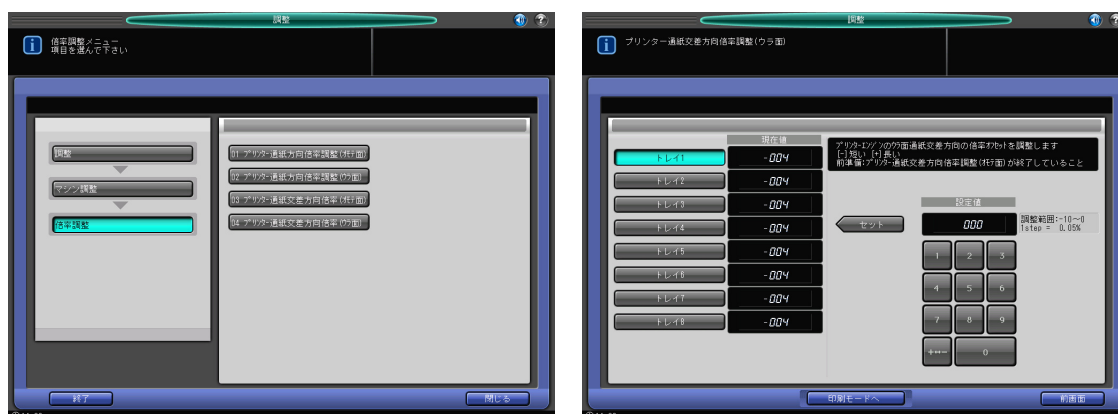 調整
倍率調整メニュー
項目を選んで下さい
調整
マシン調整
倍率調整
01 プリンター通紙方向倍率調整(オモテ面)
02 プリンター通紙方向倍率調整(ウラ面)
03 プリンター通紙交差方向倍率(オモテ面)
04 プリンター通紙交差方向倍率(ウラ面)
終了
閉じる
調整
プリンター通紙交差方向倍率調整(ウラ面)
現在値
トレイ1 -004
トレイ2 -004
トレイ3 -004
トレイ4 -004
トレイ5 -004
トレイ6 -004
トレイ7 -004
トレイ8 -004
プリンターエンジンのウラ面通紙交差方向の倍率オフセットを調整します
[-]短い [+]長い
前準備:プリンター通紙交差方向倍率調整(オモテ面)が終了していること
設定値
セット
000
調整範囲:-10~0
1step = 0.05%
1 2 3
4 5 6
7 8 9
+↔- 0
印刷モードへ
前画面